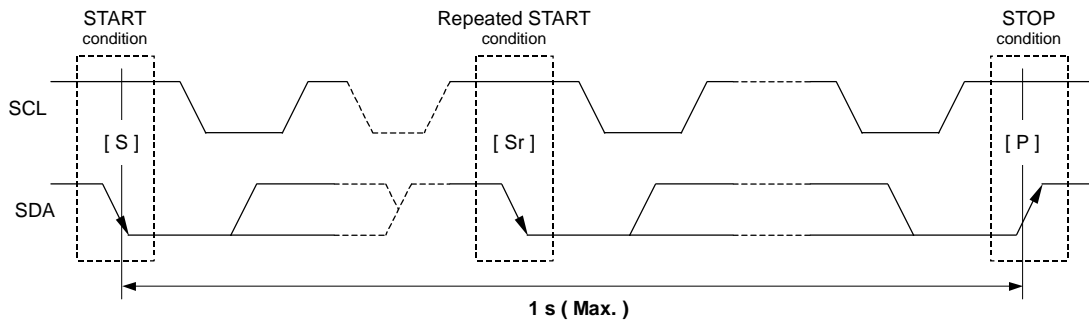 START
condition
Repeated START
condition
STOP
condition
SCL
[ S ]
[ Sr ]
[ P ]
SDA
1 s ( Max. )